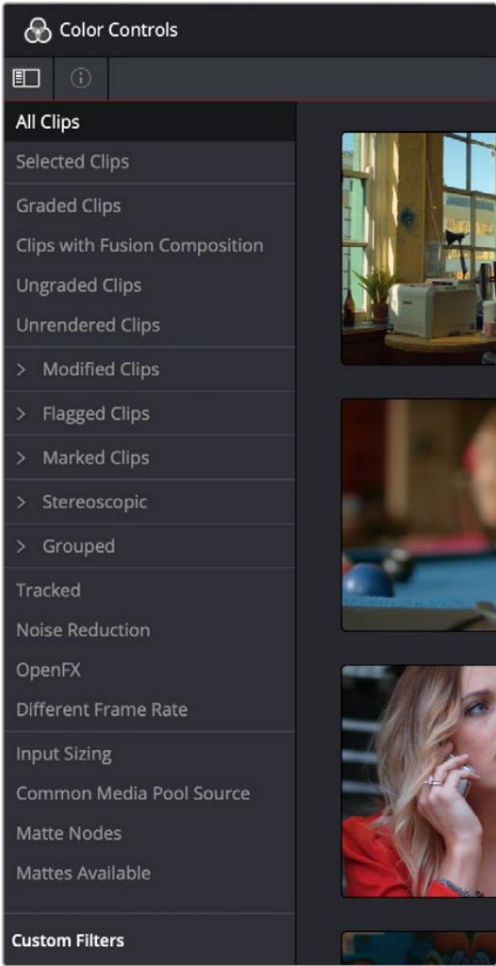 Color Controls
All Clips
Selected Clips
Graded Clips
Clips with Fusion Composition
Ungraded Clips
Unrendered Clips
> Modified Clips
> Flagged Clips
> Marked Clips
> Stereoscopic
> Grouped
Tracked
Noise Reduction
OpenFX
Different Frame Rate
Input Sizing
Common Media Pool Source
Matte Nodes
Mattes Available
Custom Filters